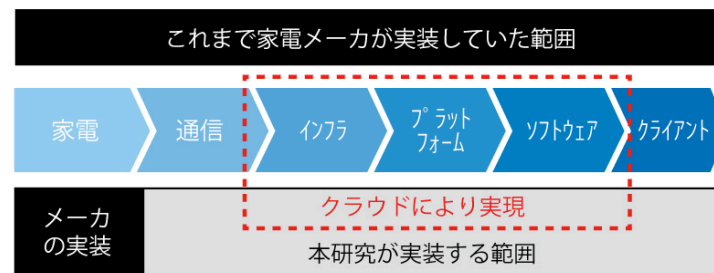 これまで家電メーカが実装していた範囲
家電
通信
インフラ
プラット
フォーム
ソフトウェア
クライアント
メーカ
の実装
クラウドにより実現
本研究が実装する範囲